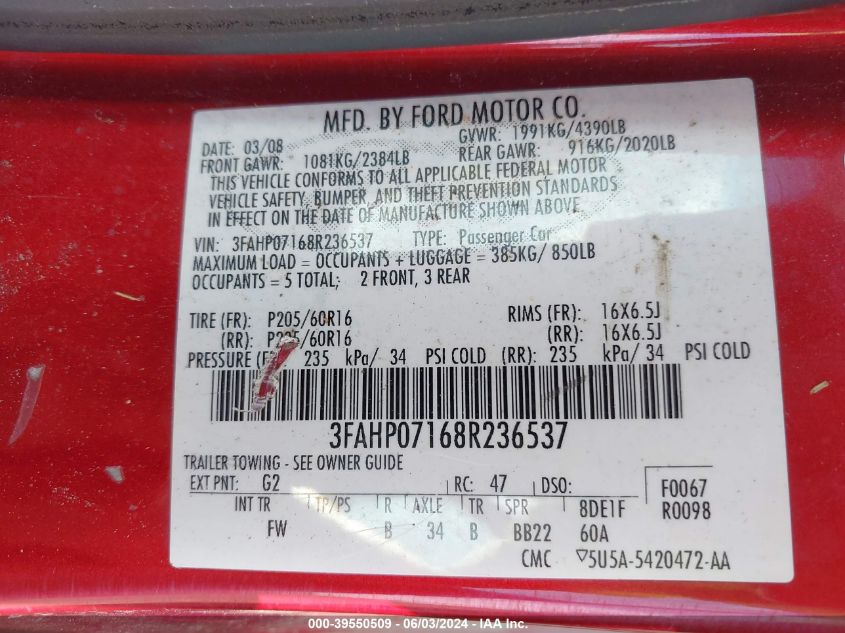 MFD. BY FORD MOTOR CO.
DATE: 03/08 GVWR: 1991KG/4390LB
FRONT GAWR: 1081KG/2384LB REAR GAWR: 916KG/2020LB
THIS VEHICLE CONFORMS TO ALL APPLICABLE FEDERAL MOTOR
VEHICLE SAFETY, BUMPER, AND THEFT PREVENTION STANDARDS
IN EFFECT ON THE DATE OF MANUFACTURE SHOWN ABOVE
VIN: 3FAHP07168R236537 TYPE: Passenger Car
MAXIMUM LOAD = OCCUPANTS + LUGGAGE = 385KG/ 850LB
OCCUPANTS = 5 TOTAL; 2 FRONT, 3 REAR
TIRE (FR): P205/60R16 RIMS (FR): 16X6.5J
(RR): /60R16 (RR): 16X6.5J
PRESSURE 235 kPa/ 34 PSI COLD (RR): 235 kPa/ 34 PSI COLD
3FAHP07168R236537
TRAILER TOWING - SEE OWNER GUIDE
EXT PNT: G2 RC: 47 DSO: F0067
INT TR TP/PS R AXLE TR SPR 8DE1F R0098
FW B 34 B BB22 60A
CMC ▽5U5A-5420472-AA
000-39550509 - 06/03/2024 - IAA Inc.